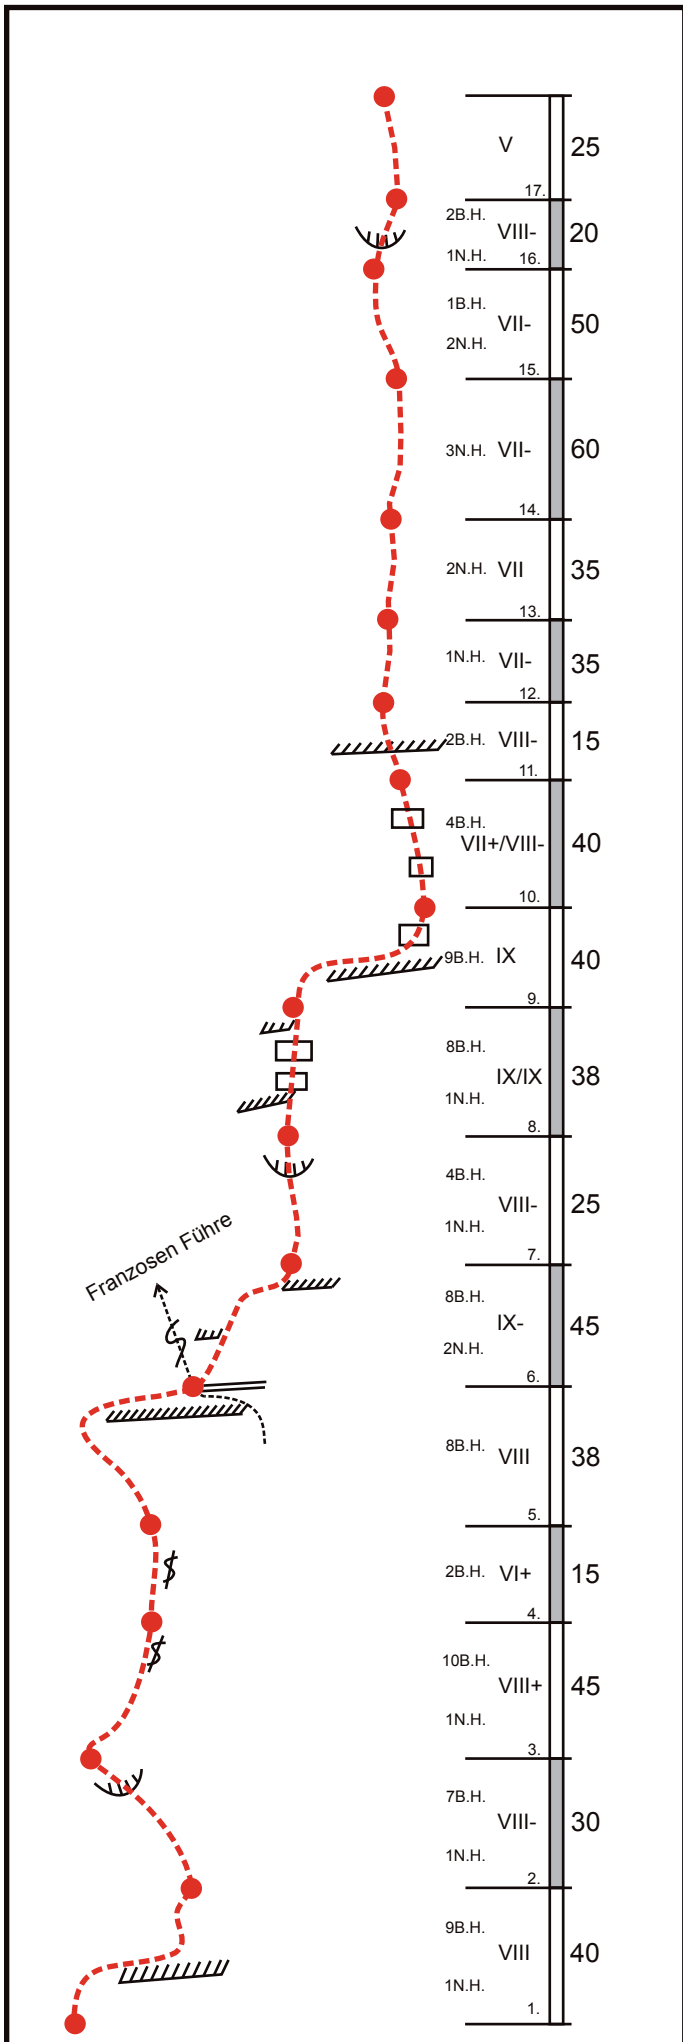 V 25
17.
2B.H.
VIII- 20
1N.H.
16.
1B.H.
VII- 50
2N.H.
15.
3N.H. VII- 60
14.
2N.H. VII 35
13.
1N.H. VII- 35
12.
2B.H. VIII- 15
11.
4B.H.
VII+/VIII- 40
10.
9B.H. IX 40
9.
8B.H.
IX/IX 38
1N.H.
8.
4B.H.
VIII- 25
1N.H.
7.
Franzosen Führe
8B.H.
IX- 45
2N.H.
6.
8B.H. VIII 38
5.
2B.H. VI+ 15
4.
10B.H.
VIII+ 45
1N.H.
3.
7B.H.
VIII- 30
1N.H.
2.
9B.H.
VIII 40
1N.H.
1.